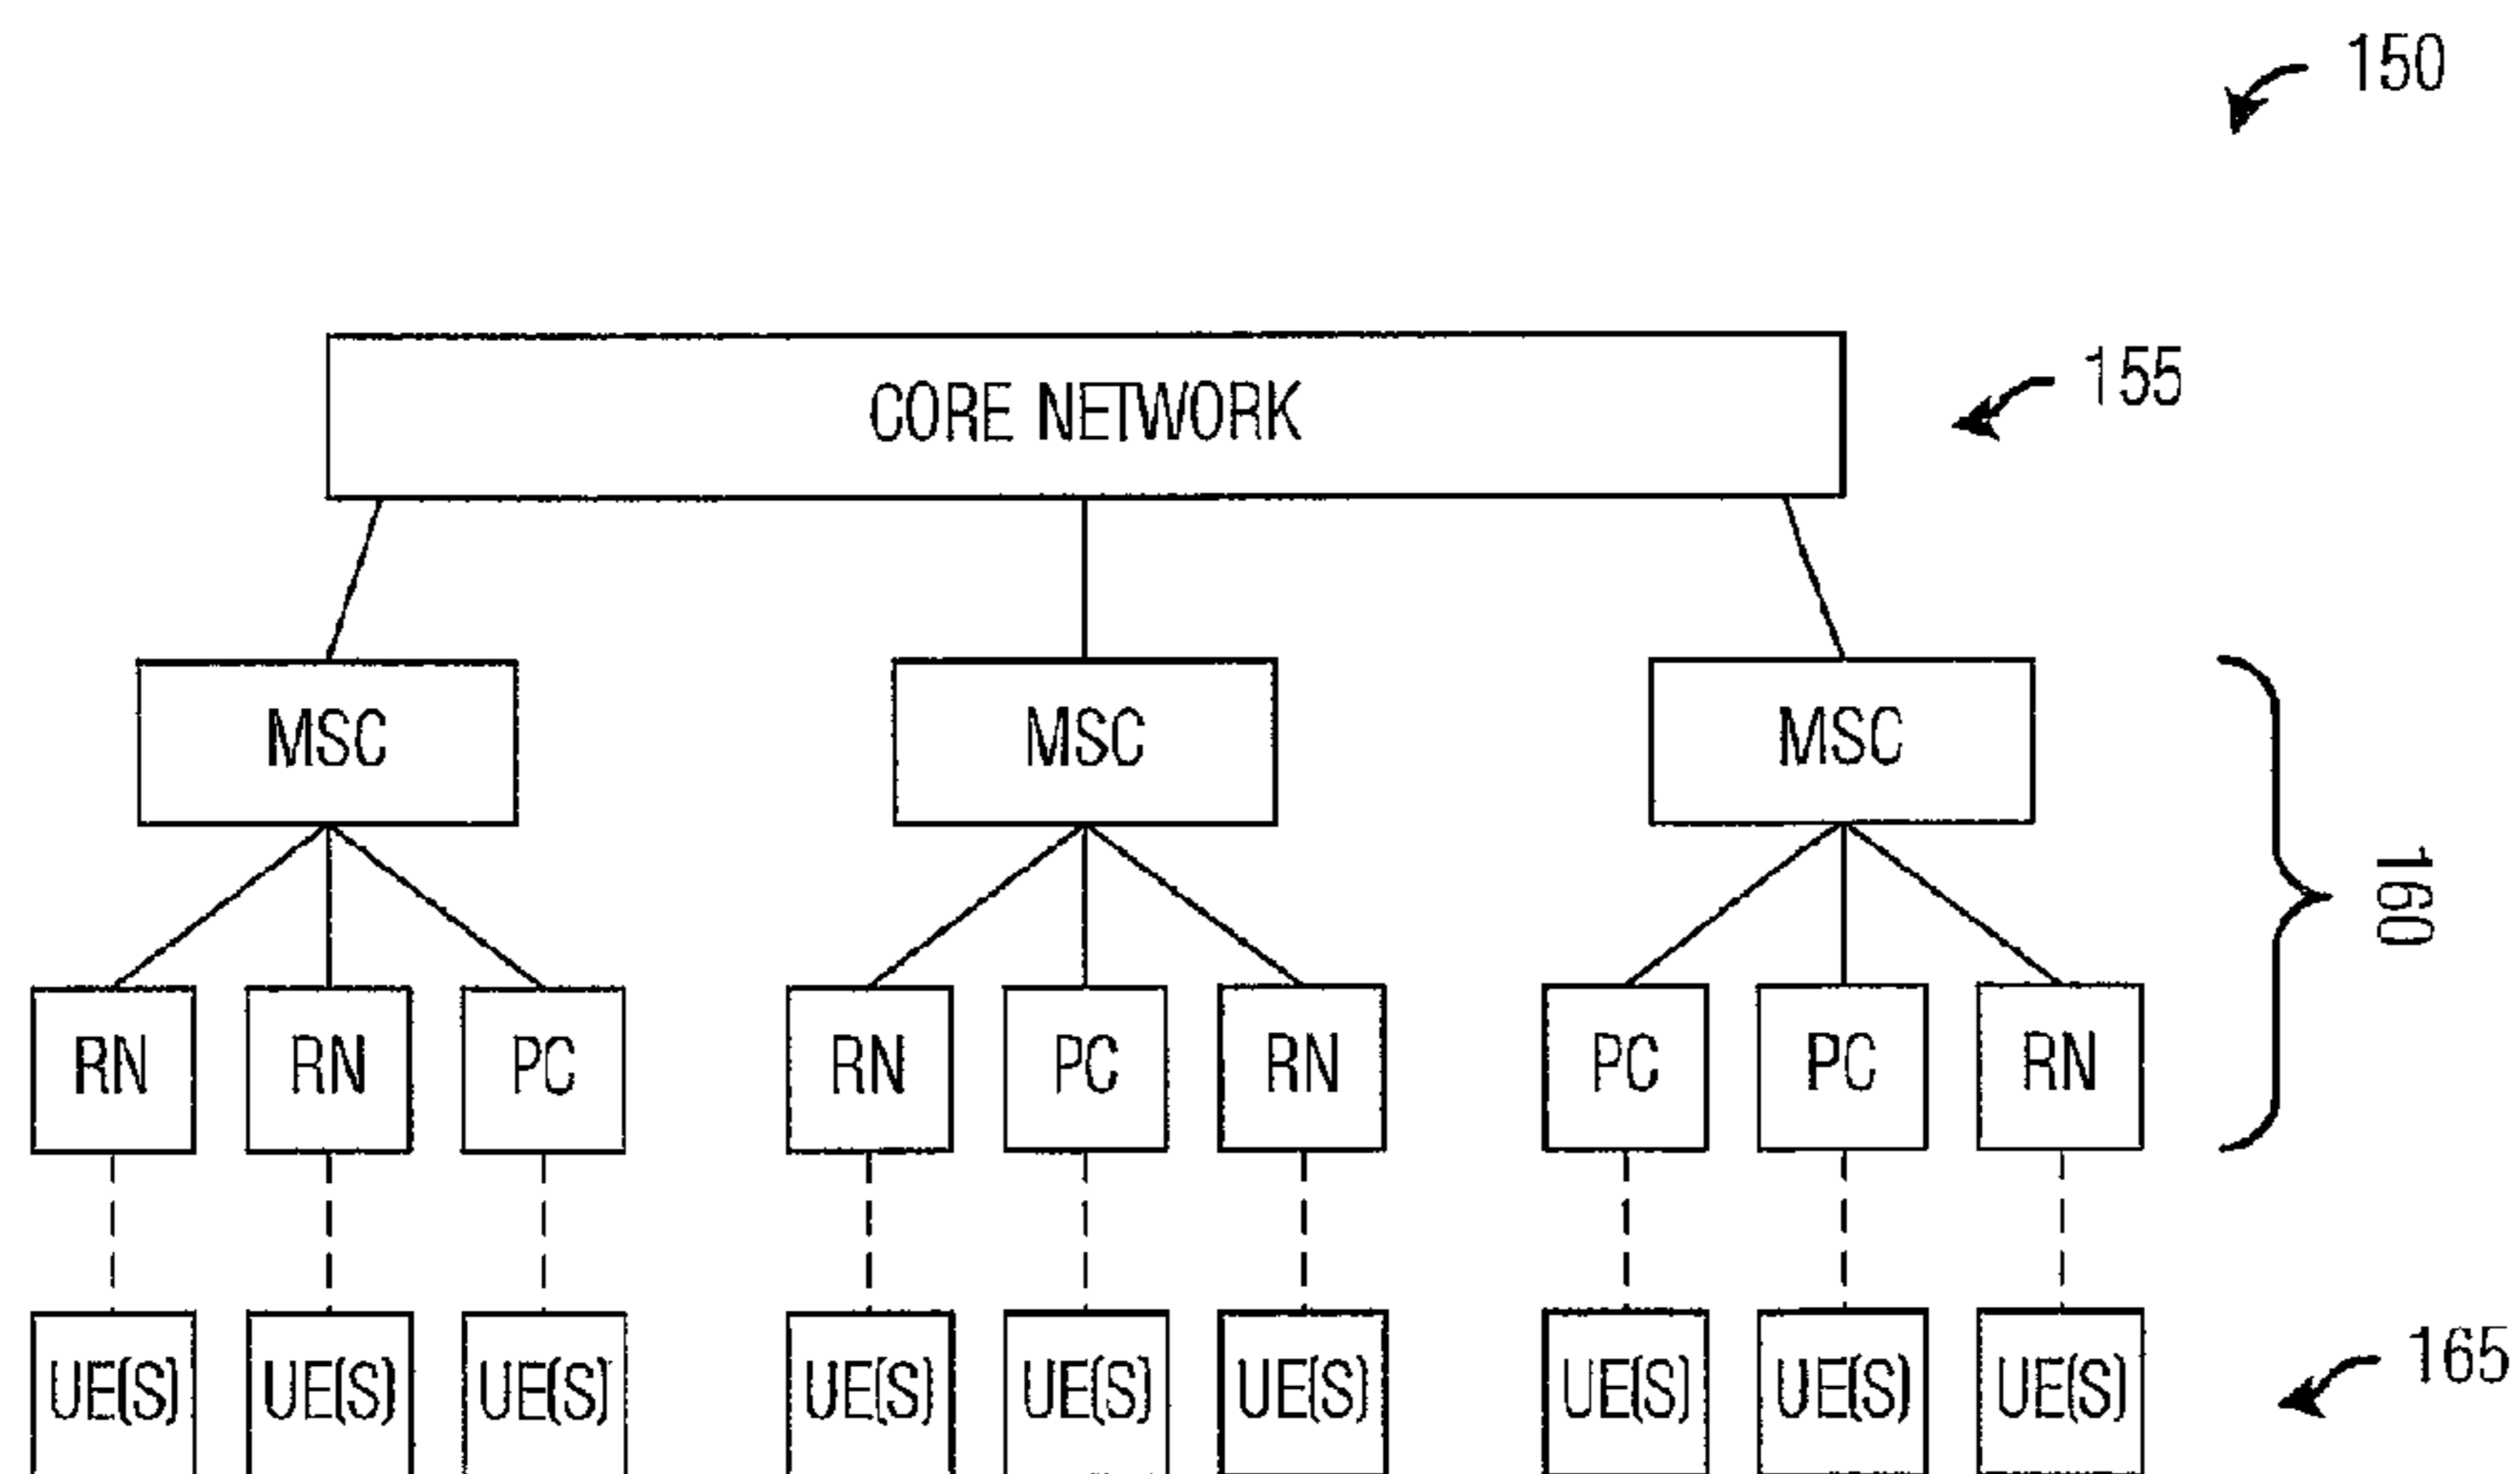 150
CORE NETWORK
155
MSC MSC MSC
160
RN RN PC RN PC RN PC PC RN
UE(S) UE(S) UE(S) UE(S) UE(S) UE(S) UE(S) UE(S) UE(S)
165